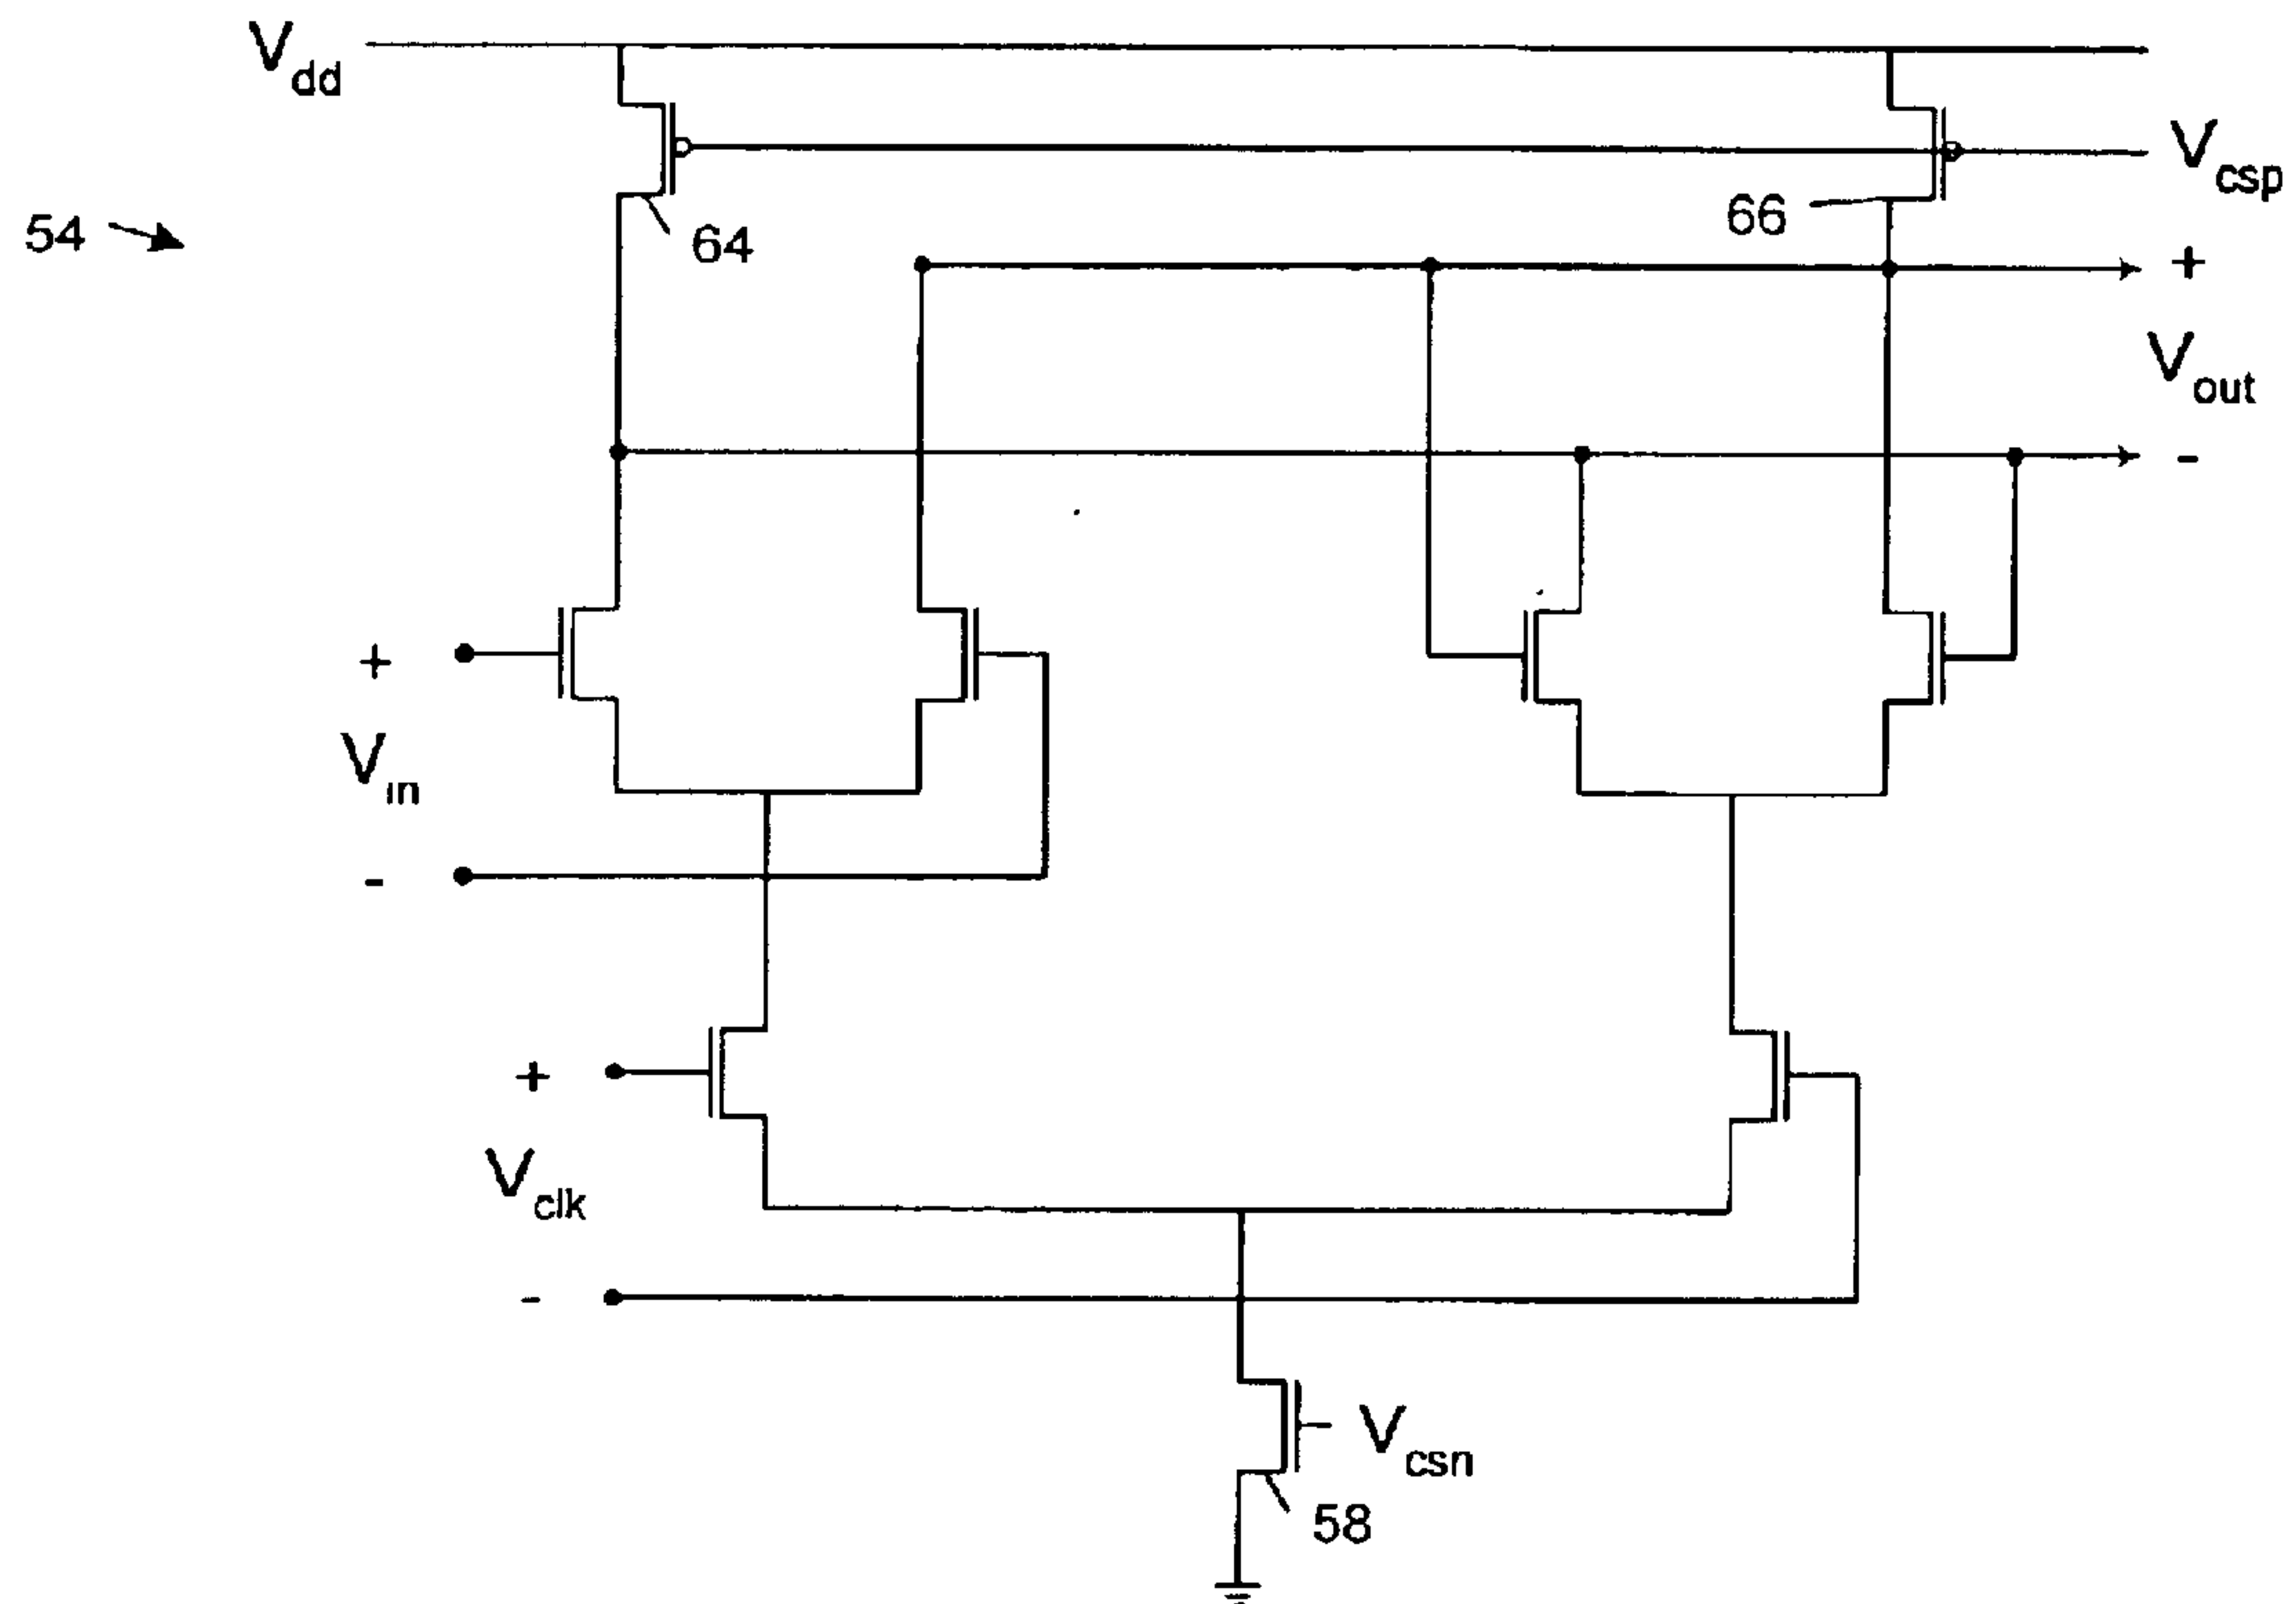 Vdd
Vcsp
54
64
66
+
Vout
-
+
Vin
-
+
Vclk
-
Vcsn
58